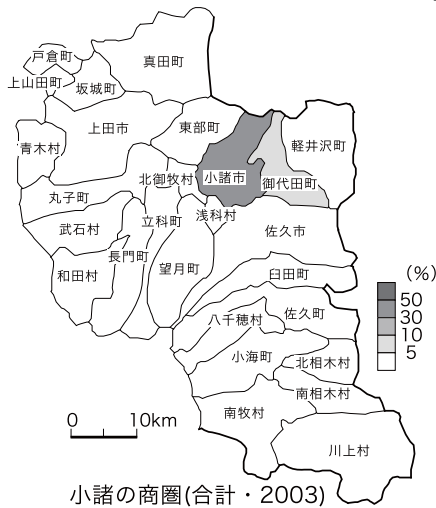 戸倉町
真田町
上山田町
坂城町
上田市
東部町
軽井沢町
青木村
北御牧村
小諸市
御代田町
丸子町
浅科村
武石村
立科町
佐久市
長門町
望月町
和田村
臼田町
(%)
50
30
10
5
八千穂村
佐久町
小海町
北相木村
南相木村
南牧村
0 10km
川上村
小諸の商圏(合計・2003)